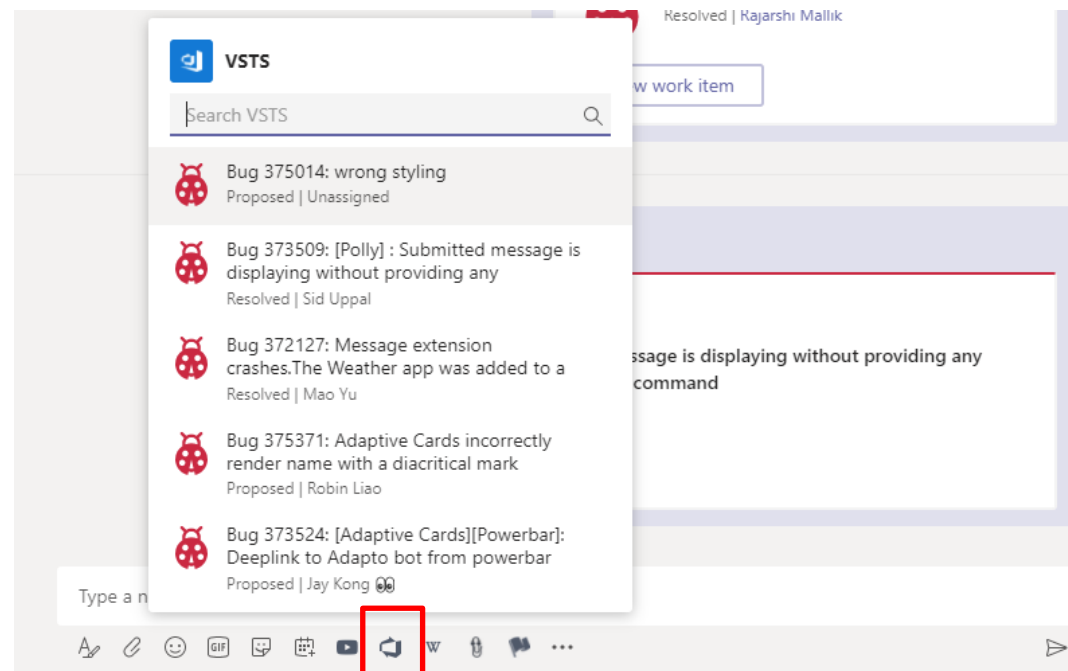 Resolved | Rajarshi Mallik
VSTS
w work item
Search VSTS
Bug 375014: wrong styling
Proposed | Unassigned
Bug 373509: [Polly] : Submitted message is
displaying without providing any
Resolved | Sid Uppal
Bug 372127: Message extension
crashes.The Weather app was added to a
Resolved | Mao Yu
ssage is displaying without providing any
command
Bug 375371: Adaptive Cards incorrectly
render name with a diacritical mark
Proposed | Robin Liao
Bug 373524: [Adaptive Cards][Powerbar]:
Deeplink to Adapto bot from powerbar
Proposed | Jay Kong 👀
Type a n
GIF
W